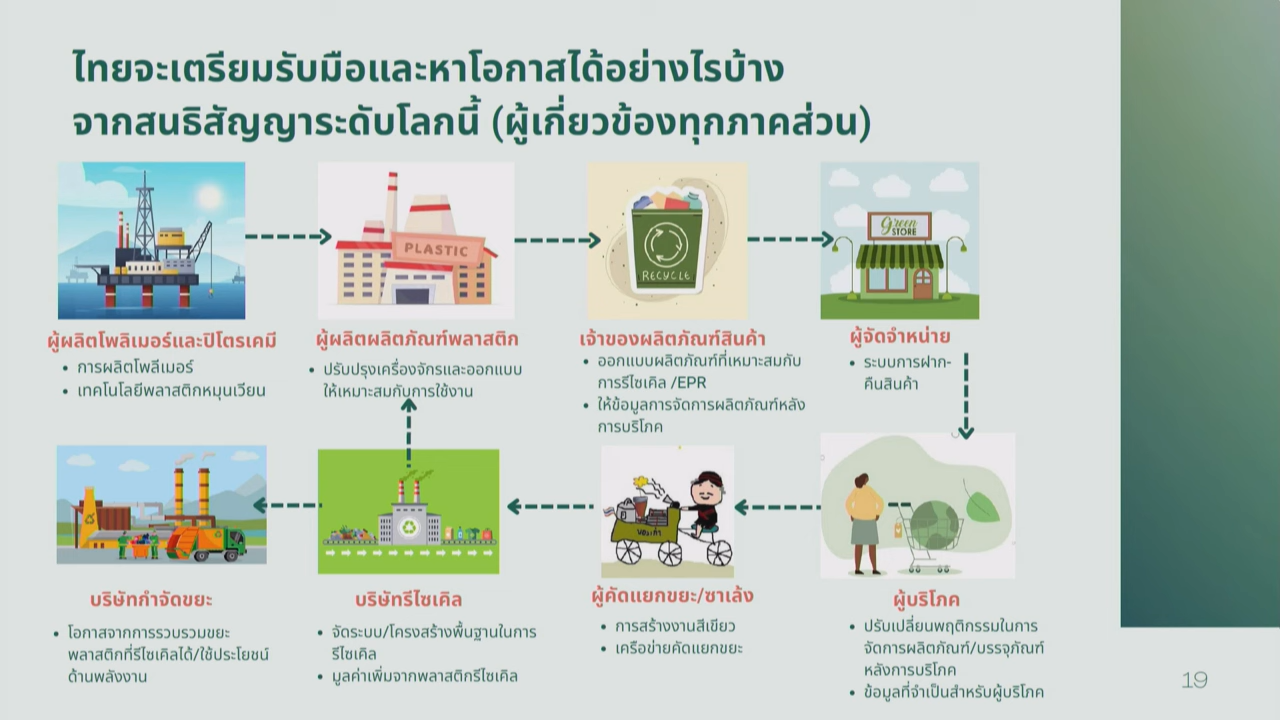 ไทยจะเตรียมรับมือและหาโอกาสได้อย่างไรบ้าง
จากสนธิสัญญาระดับโลกนี้ (ผู้เกี่ยวข้องทุกภาคส่วน)
PLASTIC
RECYCLE
Green
STORE
ผู้ผลิตโพลิเมอร์และปิโตรเคมี
• การผลิตโพลีเมอร์
• เทคโนโลยีพลาสติกหมุนเวียน
ผู้ผลิตผลิตภัณฑ์พลาสติก
• ปรับปรุงเครื่องจักรและออกแบบ
ให้เหมาะสมกับการใช้งาน
เจ้าของผลิตภัณฑ์สินค้า
• ออกแบบผลิตภัณฑ์ที่เหมาะสมกับ
การรีไซเคิล /EPR
• ให้ข้อมูลการจัดการผลิตภัณฑ์หลัง
การบริโภค
ผู้จัดจำหน่าย
• ระบบการฝาก-
คืนสินค้า
บริษัทกำจัดขยะ
• โอกาสจากการรวบรวมขยะ
พลาสติกที่รีไซเคิลได้/ใช้ประโยชน์
ด้านพลังงาน
บริษัทรีไซเคิล
• จัดระบบ/โครงสร้างพื้นฐานในการ
รีไซเคิล
• มูลค่าเพิ่มจากพลาสติกรีไซเคิล
ผู้คัดแยกขยะ/ซาเล้ง
• การสร้างงานสีเขียว
• เครือข่ายคัดแยกขยะ
ผู้บริโภค
• ปรับเปลี่ยนพฤติกรรมในการ
จัดการผลิตภัณฑ์/บรรจุภัณฑ์
หลังการบริโภค
• ข้อมูลที่จำเป็นสำหรับผู้บริโภค
19